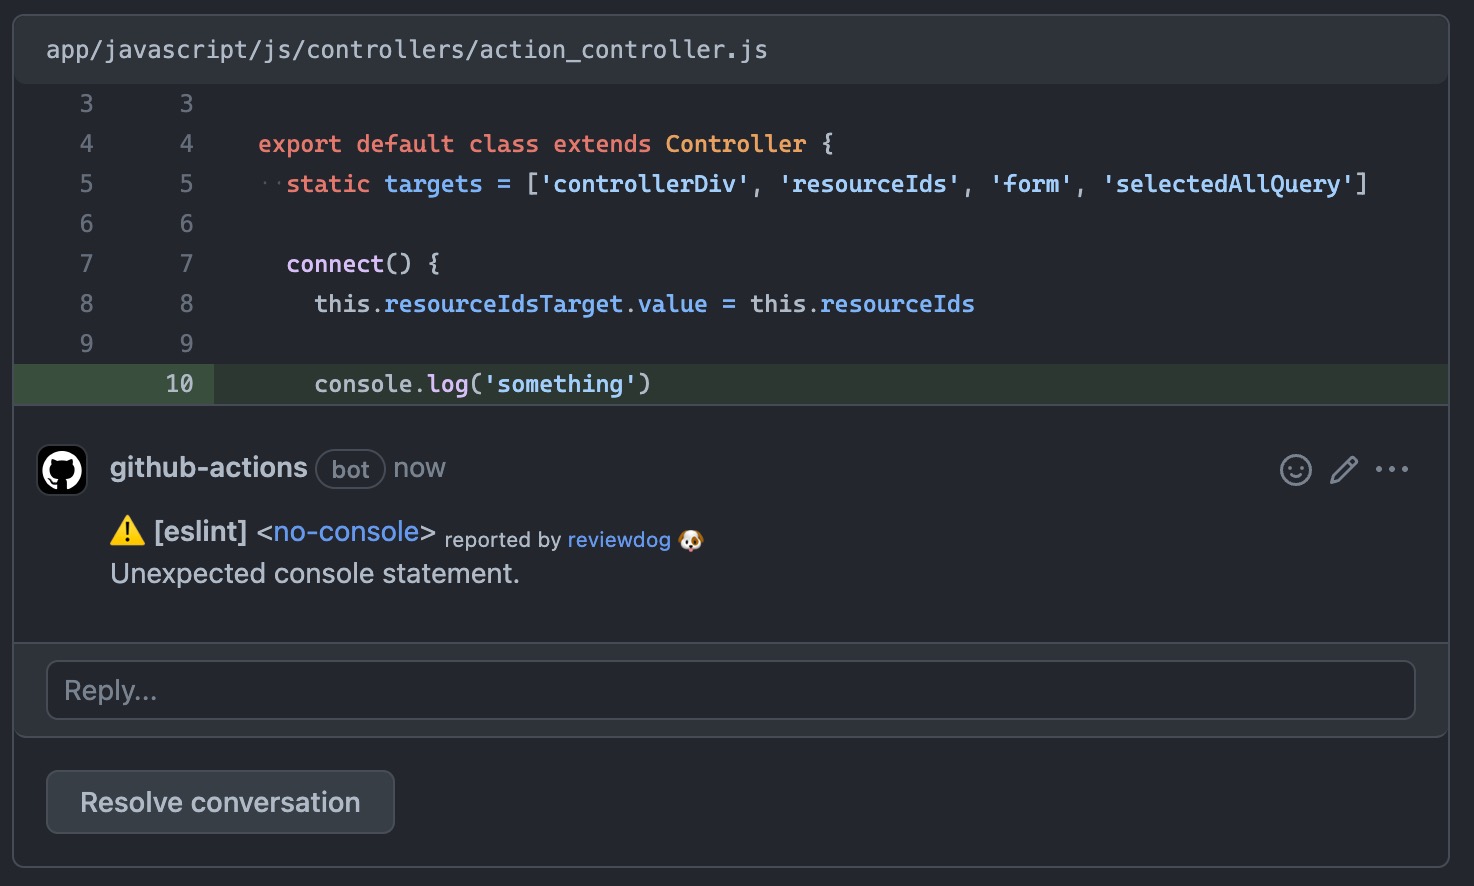 app/javascript/js/controllers/action_controller.js
3 3
4 4 export default class extends Controller {
5 5 static targets = ['controllerDiv', 'resourceIds', 'form', 'selectedAllQuery']
6 6
7 7 connect() {
8 8 this.resourceIdsTarget.value = this.resourceIds
9 9
10 console.log('something')
github-actions bot now
⚠️ [eslint] <no-console> reported by reviewdog 🐶
Unexpected console statement.
Reply...
Resolve conversation